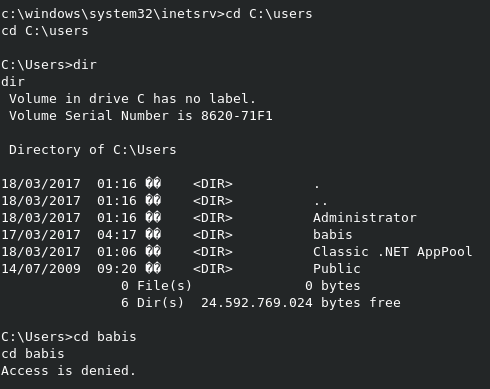 c:\windows\system32\inetsrv>cd C:\users
cd C:\users
C:\Users>dir
dir
 Volume in drive C has no label.
 Volume Serial Number is 8620-71F1
 Directory of C:\Users
18/03/2017  01:16 ��    <DIR>          .
18/03/2017  01:16 ��    <DIR>          ..
18/03/2017  01:16 ��    <DIR>          Administrator
17/03/2017  04:17 ��    <DIR>          babis
18/03/2017  01:06 ��    <DIR>          Classic .NET AppPool
14/07/2009  09:20 ��    <DIR>          Public
               0 File(s)              0 bytes
               6 Dir(s)  24.592.769.024 bytes free
C:\Users>cd babis
cd babis
Access is denied.